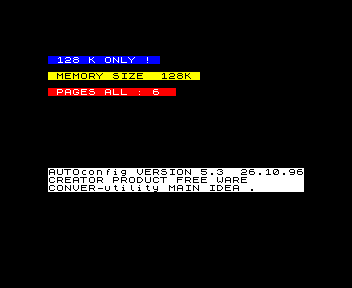 128 K ONLY !
MEMORY SIZE  128K
PAGES ALL : 6
AUTOconfig VERSION 5.3  26.10.96
CREATOR PRODUCT FREE WARE
CONVER-utility MAIN IDEA .